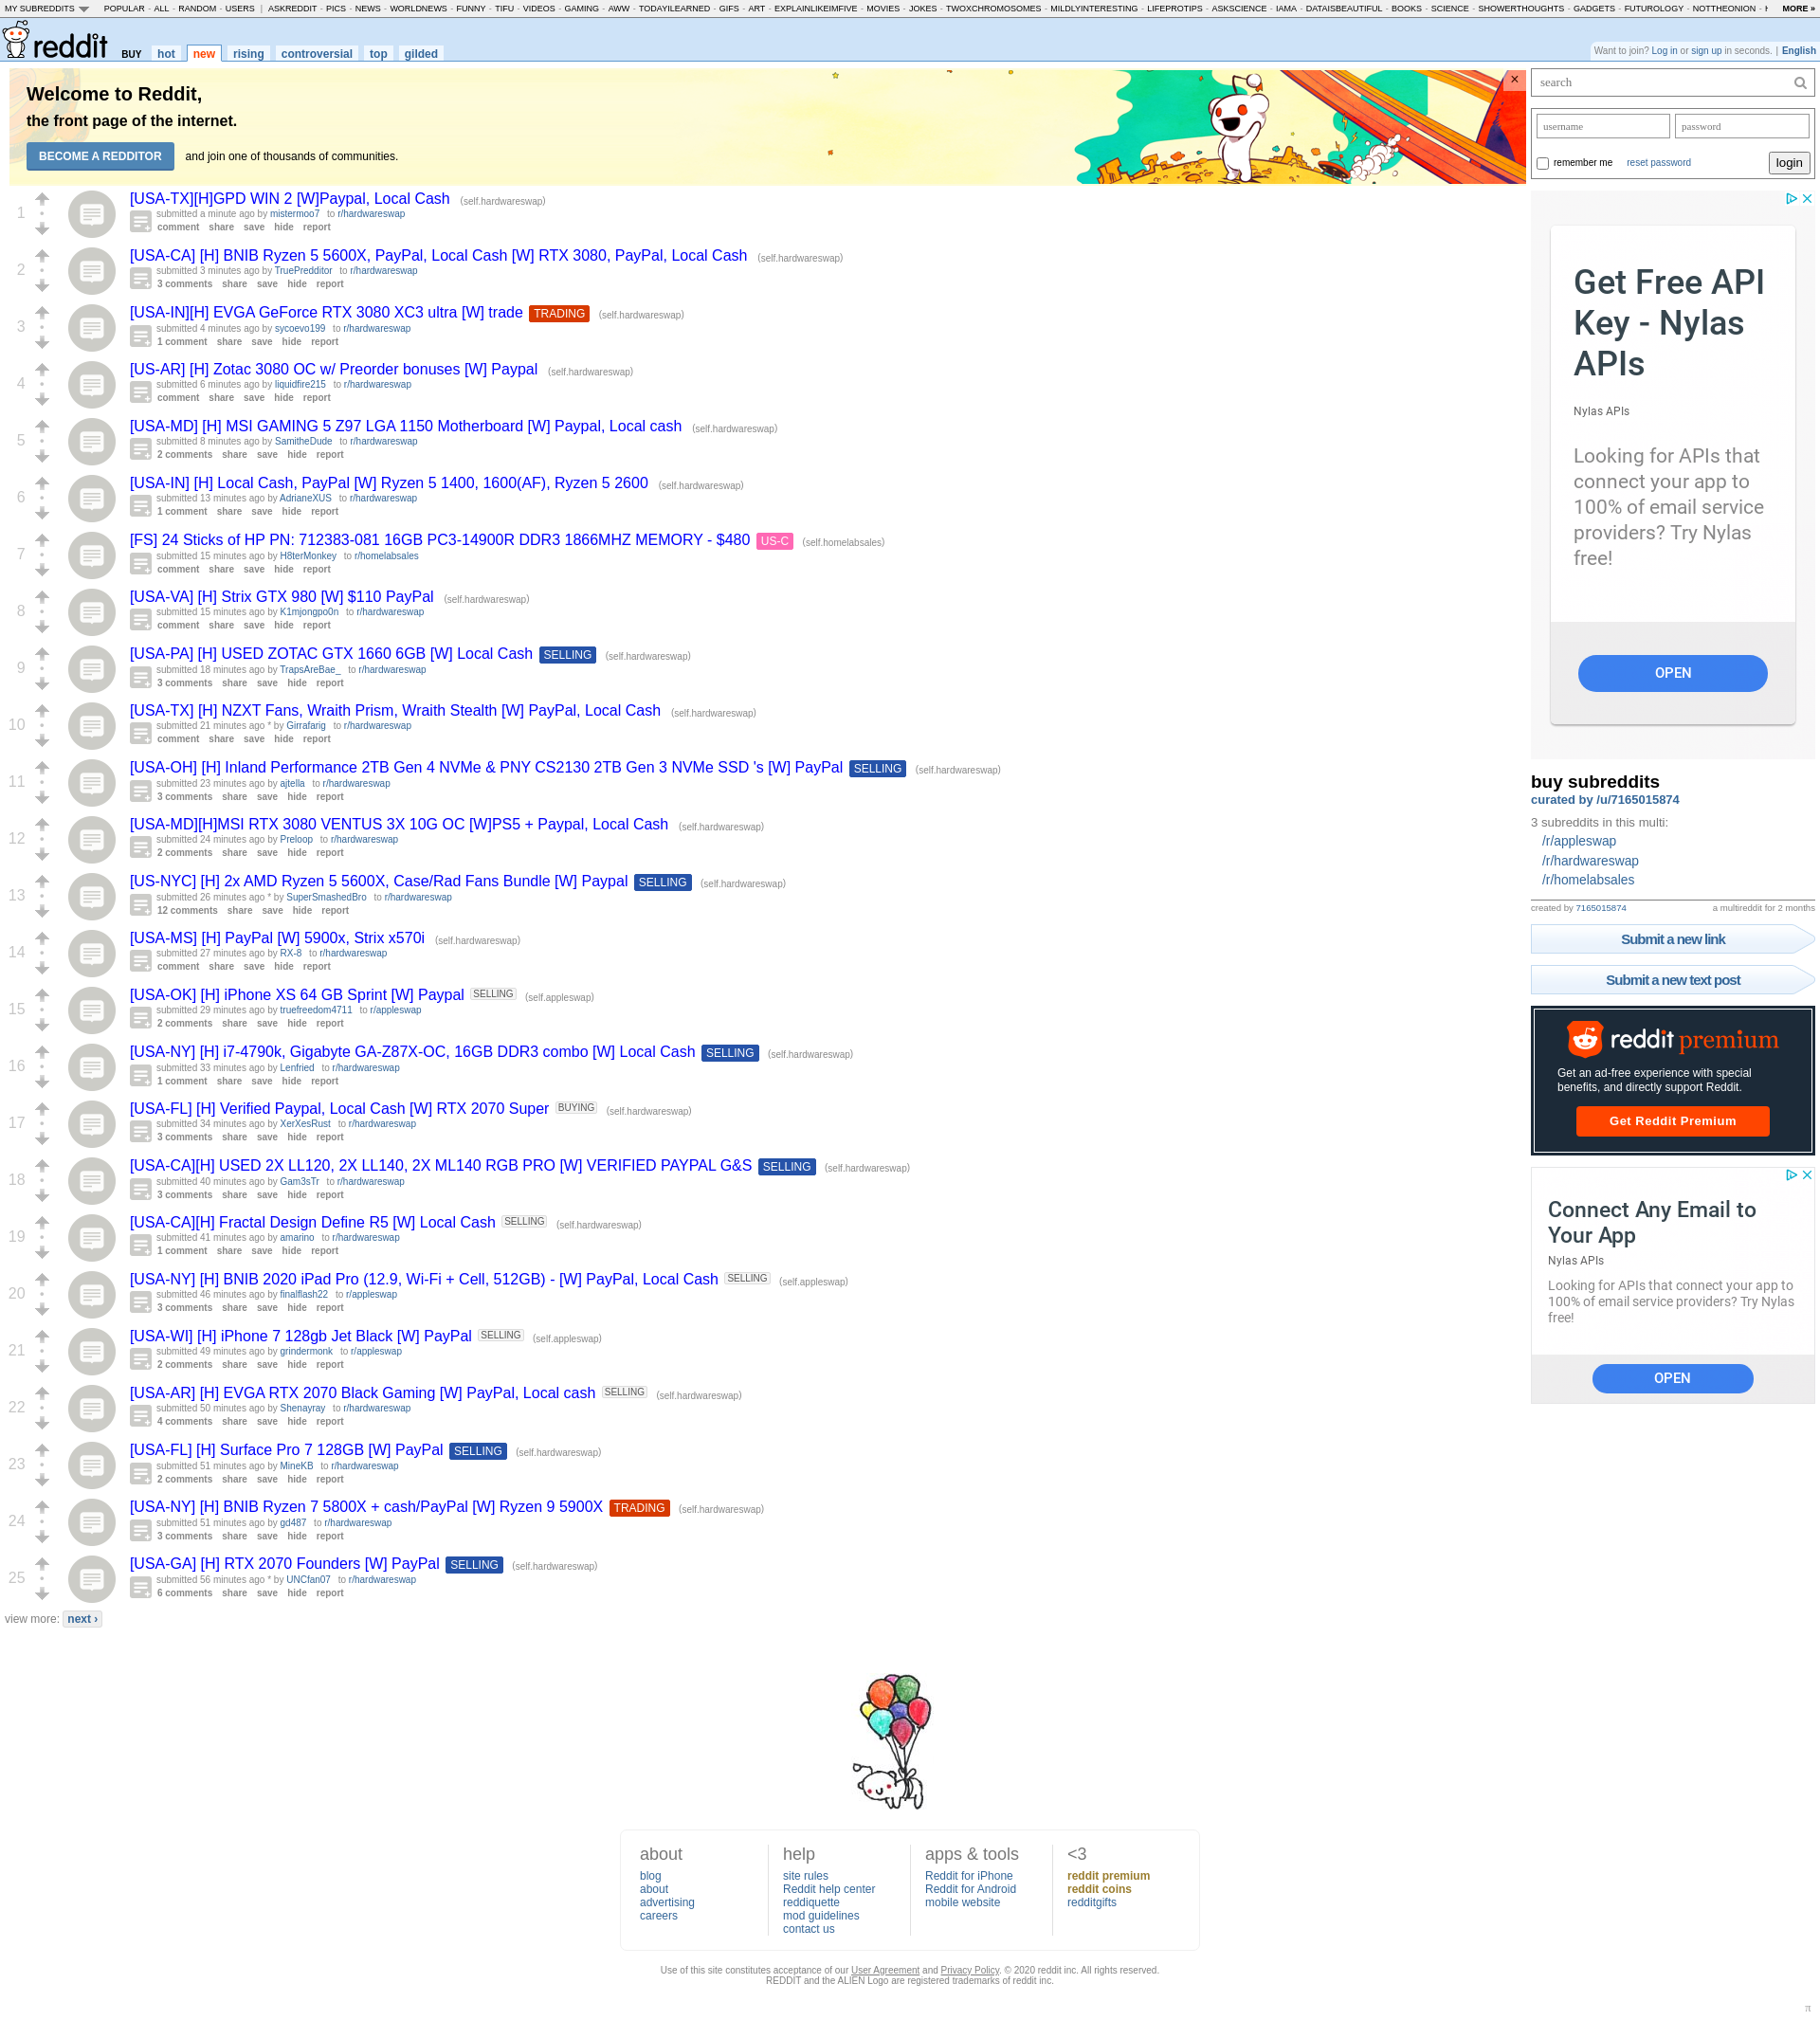 MY SUBREDDITS POPULAR - ALL - RANDOM - USERS | ASKREDDIT - PICS - NEWS - WORLDNEWS - FUNNY - TIFU - VIDEOS - GAMING - AWW - TODAYILEARNED - GIFS - ART - EXPLAINLIKEIMFIVE - MOVIES - JOKES - TWOXCHROMOSOMES - MILDLYINTERESTING - LIFEPROTIPS - ASKSCIENCE - IAMA - DATAISBEAUTIFUL - BOOKS - SCIENCE - SHOWERTHOUGHTS - GADGETS - FUTUROLOGY - NOTTHEONION - MORE »
reddit BUY hot new rising controversial top gilded
Want to join? Log in or sign up in seconds. | English
Welcome to Reddit,
the front page of the internet.
BECOME A REDDITOR and join one of thousands of communities.
×
1
[USA-TX][H]GPD WIN 2 [W]Paypal, Local Cash (self.hardwareswap)
submitted a minute ago by mistermoo7 to r/hardwareswap
comment share save hide report
2
[USA-CA] [H] BNIB Ryzen 5 5600X, PayPal, Local Cash [W] RTX 3080, PayPal, Local Cash (self.hardwareswap)
submitted 3 minutes ago by TruePredditor to r/hardwareswap
3 comments share save hide report
3
[USA-IN][H] EVGA GeForce RTX 3080 XC3 ultra [W] trade TRADING (self.hardwareswap)
submitted 4 minutes ago by sycoevo199 to r/hardwareswap
1 comment share save hide report
4
[US-AR] [H] Zotac 3080 OC w/ Preorder bonuses [W] Paypal (self.hardwareswap)
submitted 6 minutes ago by liquidfire215 to r/hardwareswap
comment share save hide report
5
[USA-MD] [H] MSI GAMING 5 Z97 LGA 1150 Motherboard [W] Paypal, Local cash (self.hardwareswap)
submitted 8 minutes ago by SamitheDude to r/hardwareswap
2 comments share save hide report
6
[USA-IN] [H] Local Cash, PayPal [W] Ryzen 5 1400, 1600(AF), Ryzen 5 2600 (self.hardwareswap)
submitted 13 minutes ago by AdrianeXUS to r/hardwareswap
1 comment share save hide report
7
[FS] 24 Sticks of HP PN: 712383-081 16GB PC3-14900R DDR3 1866MHZ MEMORY - $480 US-C (self.homelabsales)
submitted 15 minutes ago by H8terMonkey to r/homelabsales
comment share save hide report
8
[USA-VA] [H] Strix GTX 980 [W] $110 PayPal (self.hardwareswap)
submitted 15 minutes ago by K1mjongpo0n to r/hardwareswap
comment share save hide report
9
[USA-PA] [H] USED ZOTAC GTX 1660 6GB [W] Local Cash SELLING (self.hardwareswap)
submitted 18 minutes ago by TrapsAreBae_ to r/hardwareswap
3 comments share save hide report
10
[USA-TX] [H] NZXT Fans, Wraith Prism, Wraith Stealth [W] PayPal, Local Cash (self.hardwareswap)
submitted 21 minutes ago * by Girrafarig to r/hardwareswap
comment share save hide report
11
[USA-OH] [H] Inland Performance 2TB Gen 4 NVMe & PNY CS2130 2TB Gen 3 NVMe SSD 's [W] PayPal SELLING (self.hardwareswap)
submitted 23 minutes ago by ajtella to r/hardwareswap
3 comments share save hide report
12
[USA-MD][H]MSI RTX 3080 VENTUS 3X 10G OC [W]PS5 + Paypal, Local Cash (self.hardwareswap)
submitted 24 minutes ago by Preloop to r/hardwareswap
2 comments share save hide report
13
[US-NYC] [H] 2x AMD Ryzen 5 5600X, Case/Rad Fans Bundle [W] Paypal SELLING (self.hardwareswap)
submitted 26 minutes ago * by SuperSmashedBro to r/hardwareswap
12 comments share save hide report
14
[USA-MS] [H] PayPal [W] 5900x, Strix x570i (self.hardwareswap)
submitted 27 minutes ago by RX-8 to r/hardwareswap
comment share save hide report
15
[USA-OK] [H] iPhone XS 64 GB Sprint [W] Paypal SELLING (self.appleswap)
submitted 29 minutes ago by truefreedom4711 to r/appleswap
2 comments share save hide report
16
[USA-NY] [H] i7-4790k, Gigabyte GA-Z87X-OC, 16GB DDR3 combo [W] Local Cash SELLING (self.hardwareswap)
submitted 33 minutes ago by Lenfried to r/hardwareswap
1 comment share save hide report
17
[USA-FL] [H] Verified Paypal, Local Cash [W] RTX 2070 Super BUYING (self.hardwareswap)
submitted 34 minutes ago by XerXesRust to r/hardwareswap
3 comments share save hide report
18
[USA-CA][H] USED 2X LL120, 2X LL140, 2X ML140 RGB PRO [W] VERIFIED PAYPAL G&S SELLING (self.hardwareswap)
submitted 40 minutes ago by Gam3sTr to r/hardwareswap
3 comments share save hide report
19
[USA-CA][H] Fractal Design Define R5 [W] Local Cash SELLING (self.hardwareswap)
submitted 41 minutes ago by amarino to r/hardwareswap
1 comment share save hide report
20
[USA-NY] [H] BNIB 2020 iPad Pro (12.9, Wi-Fi + Cell, 512GB) - [W] PayPal, Local Cash SELLING (self.appleswap)
submitted 46 minutes ago by finalflash22 to r/appleswap
3 comments share save hide report
21
[USA-WI] [H] iPhone 7 128gb Jet Black [W] PayPal SELLING (self.appleswap)
submitted 49 minutes ago by grindermonk to r/appleswap
2 comments share save hide report
22
[USA-AR] [H] EVGA RTX 2070 Black Gaming [W] PayPal, Local cash SELLING (self.hardwareswap)
submitted 50 minutes ago by Shenayray to r/hardwareswap
4 comments share save hide report
23
[USA-FL] [H] Surface Pro 7 128GB [W] PayPal SELLING (self.hardwareswap)
submitted 51 minutes ago by MineKB to r/hardwareswap
2 comments share save hide report
24
[USA-NY] [H] BNIB Ryzen 7 5800X + cash/PayPal [W] Ryzen 9 5900X TRADING (self.hardwareswap)
submitted 51 minutes ago by gd487 to r/hardwareswap
3 comments share save hide report
25
[USA-GA] [H] RTX 2070 Founders [W] PayPal SELLING (self.hardwareswap)
submitted 56 minutes ago * by UNCfan07 to r/hardwareswap
6 comments share save hide report
view more: next ›
search
username password
remember me reset password login
Get Free API
Key - Nylas
APIs
Nylas APIs
Looking for APIs that
connect your app to
100% of email service
providers? Try Nylas
free!
OPEN
buy subreddits
curated by /u/7165015874
3 subreddits in this multi:
/r/appleswap
/r/hardwareswap
/r/homelabsales
created by 7165015874 a multireddit for 2 months
Submit a new link
Submit a new text post
reddit premium
Get an ad-free experience with special
benefits, and directly support Reddit.
Get Reddit Premium
Connect Any Email to
Your App
Nylas APIs
Looking for APIs that connect your app to
100% of email service providers? Try Nylas
free!
OPEN
about
blog
about
advertising
careers
help
site rules
Reddit help center
reddiquette
mod guidelines
contact us
apps & tools
Reddit for iPhone
Reddit for Android
mobile website
<3
reddit premium
reddit coins
redditgifts
Use of this site constitutes acceptance of our User Agreement and Privacy Policy. © 2020 reddit inc. All rights reserved.
REDDIT and the ALIEN Logo are registered trademarks of reddit inc.
π